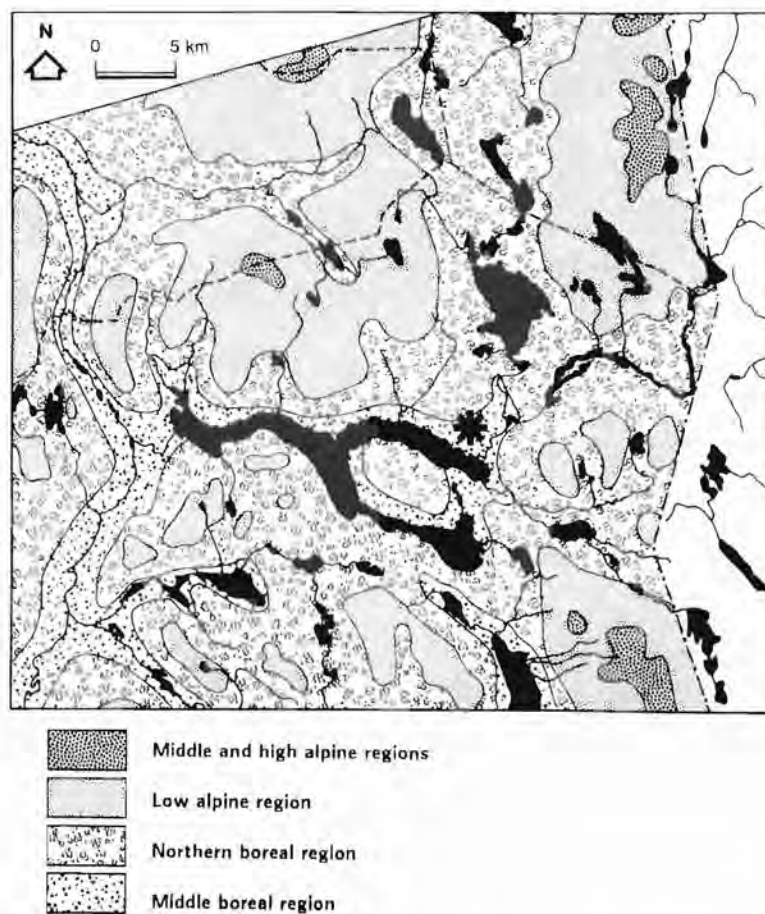 N
0 5 km
Middle and high alpine regions
Low alpine region
Northern boreal region
Middle boreal region